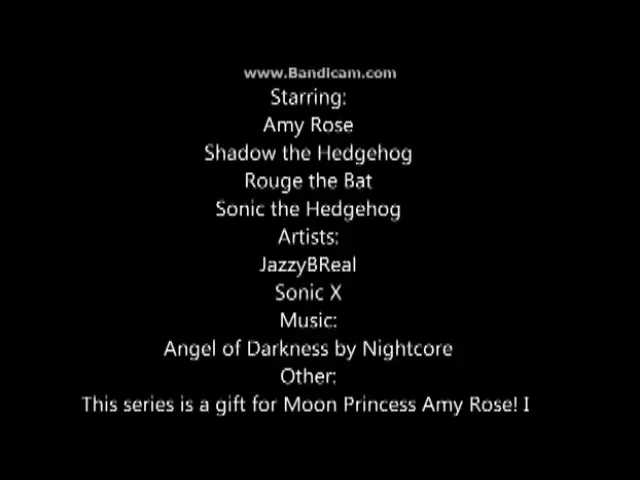 www.Bandicam.com
Starring:
Amy Rose
Shadow the Hedgehog
Rouge the Bat
Sonic the Hedgehog
Artists:
JazzyBReal
Sonic X
Music:
Angel of Darkness by Nightcore
Other:
This series is a gift for Moon Princess Amy Rose! I